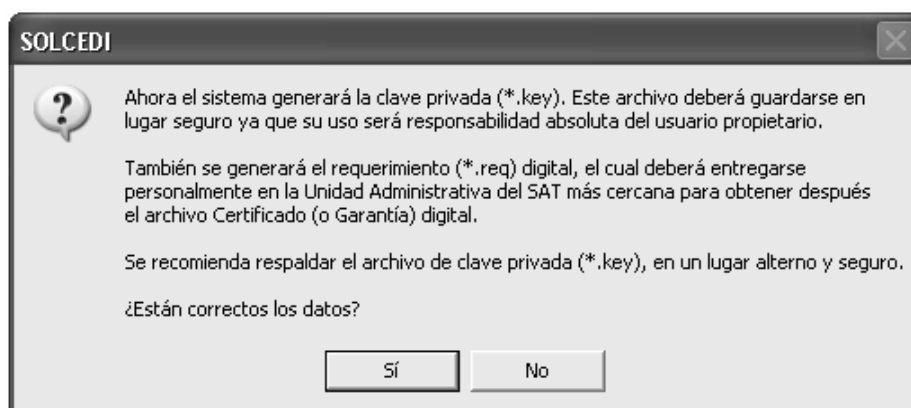 SOLCEDI
Ahora el sistema generará la clave privada (*.key). Este archivo deberá guardarse en
lugar seguro ya que su uso será responsabilidad absoluta del usuario propietario.
También se generará el requerimiento (*.req) digital, el cual deberá entregarse
personalmente en la Unidad Administrativa del SAT más cercana para obtener después
el archivo Certificado (o Garantía) digital.
Se recomienda respaldar el archivo de clave privada (*.key), en un lugar alterno y seguro.
¿Están correctos los datos?
Sí
No